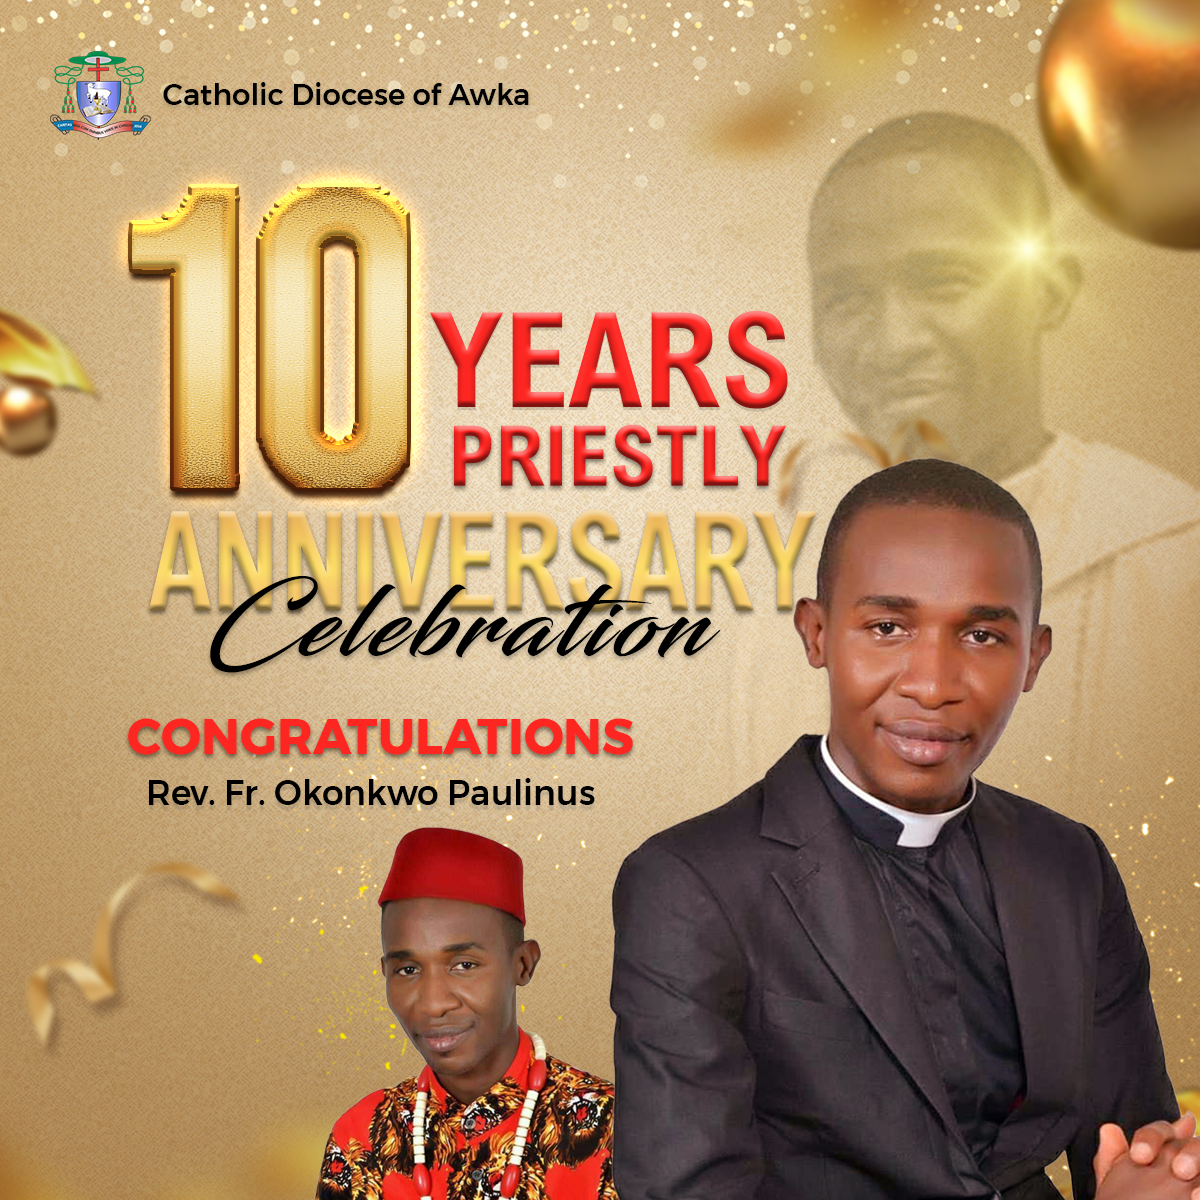 Catholic Diocese of Awka
10 YEARS
PRIESTLY
ANNIVERSARY
Celebration
CONGRATULATIONS
Rev. Fr. Okonkwo Paulinus